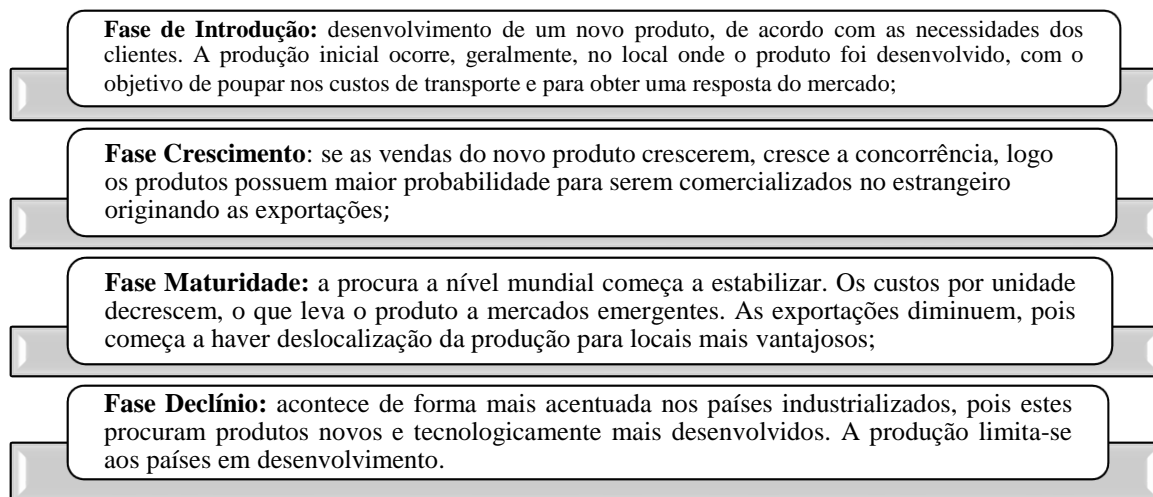 Fase de Introdução: desenvolvimento de um novo produto, de acordo com as necessidades dos
clientes. A produção inicial ocorre, geralmente, no local onde o produto foi desenvolvido, com o
objetivo de poupar nos custos de transporte e para obter uma resposta do mercado;
Fase Crescimento: se as vendas do novo produto crescerem, cresce a concorrência, logo
os produtos possuem maior probabilidade para serem comercializados no estrangeiro
originando as exportações;
Fase Maturidade: a procura a nível mundial começa a estabilizar. Os custos por unidade
decrescem, o que leva o produto a mercados emergentes. As exportações diminuem, pois
começa a haver deslocalização da produção para locais mais vantajosos;
Fase Declínio: acontece de forma mais acentuada nos países industrializados, pois estes
procuram produtos novos e tecnologicamente mais desenvolvidos. A produção limita-se
aos países em desenvolvimento.